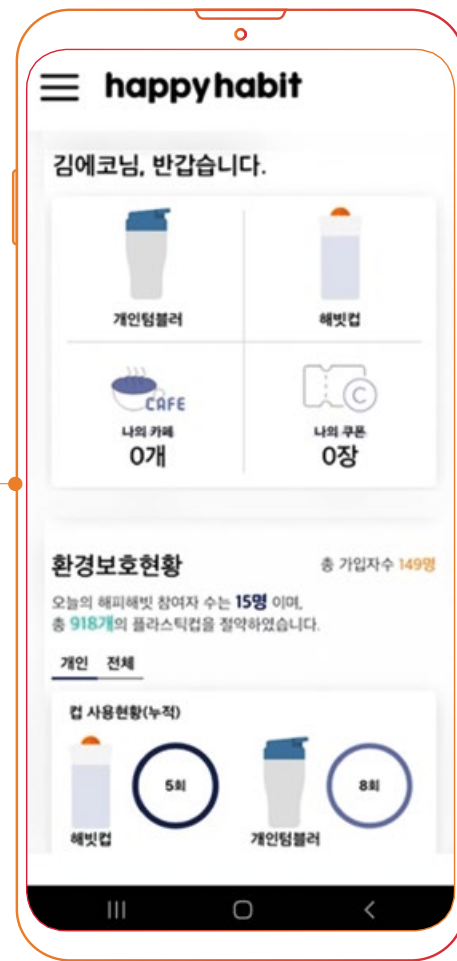 happyhabit
김에코님, 반갑습니다.
개인텀블러
해빗컵
CAFE
나의 카페
0개
C
나의 쿠폰
0장
환경보호현황
총 가입자수 149명
오늘의 해피해빗 참여자 수는 15명 이며,
총 918개의 플라스틱컵을 절약하였습니다.
개인 전체
컵 사용현황(누적)
5회
해빗컵
8회
개인텀블러